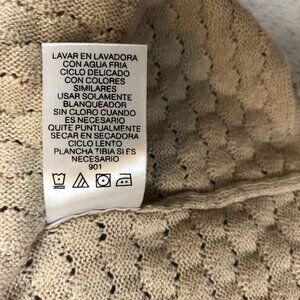 LAVAR EN LAVADORA
CON AGUA FRIA
CICLO DELICADO
CON COLORES
SIMILARES
USAR SOLAMENTE
BLANQUEADOR
SIN CLORO CUANDO
ES NECESARIO
QUITE PUNTUALMENTE
SECAR EN SECADORA
CICLO LENTO
PLANCHA TIBIA SI ES
NECESARIO
901